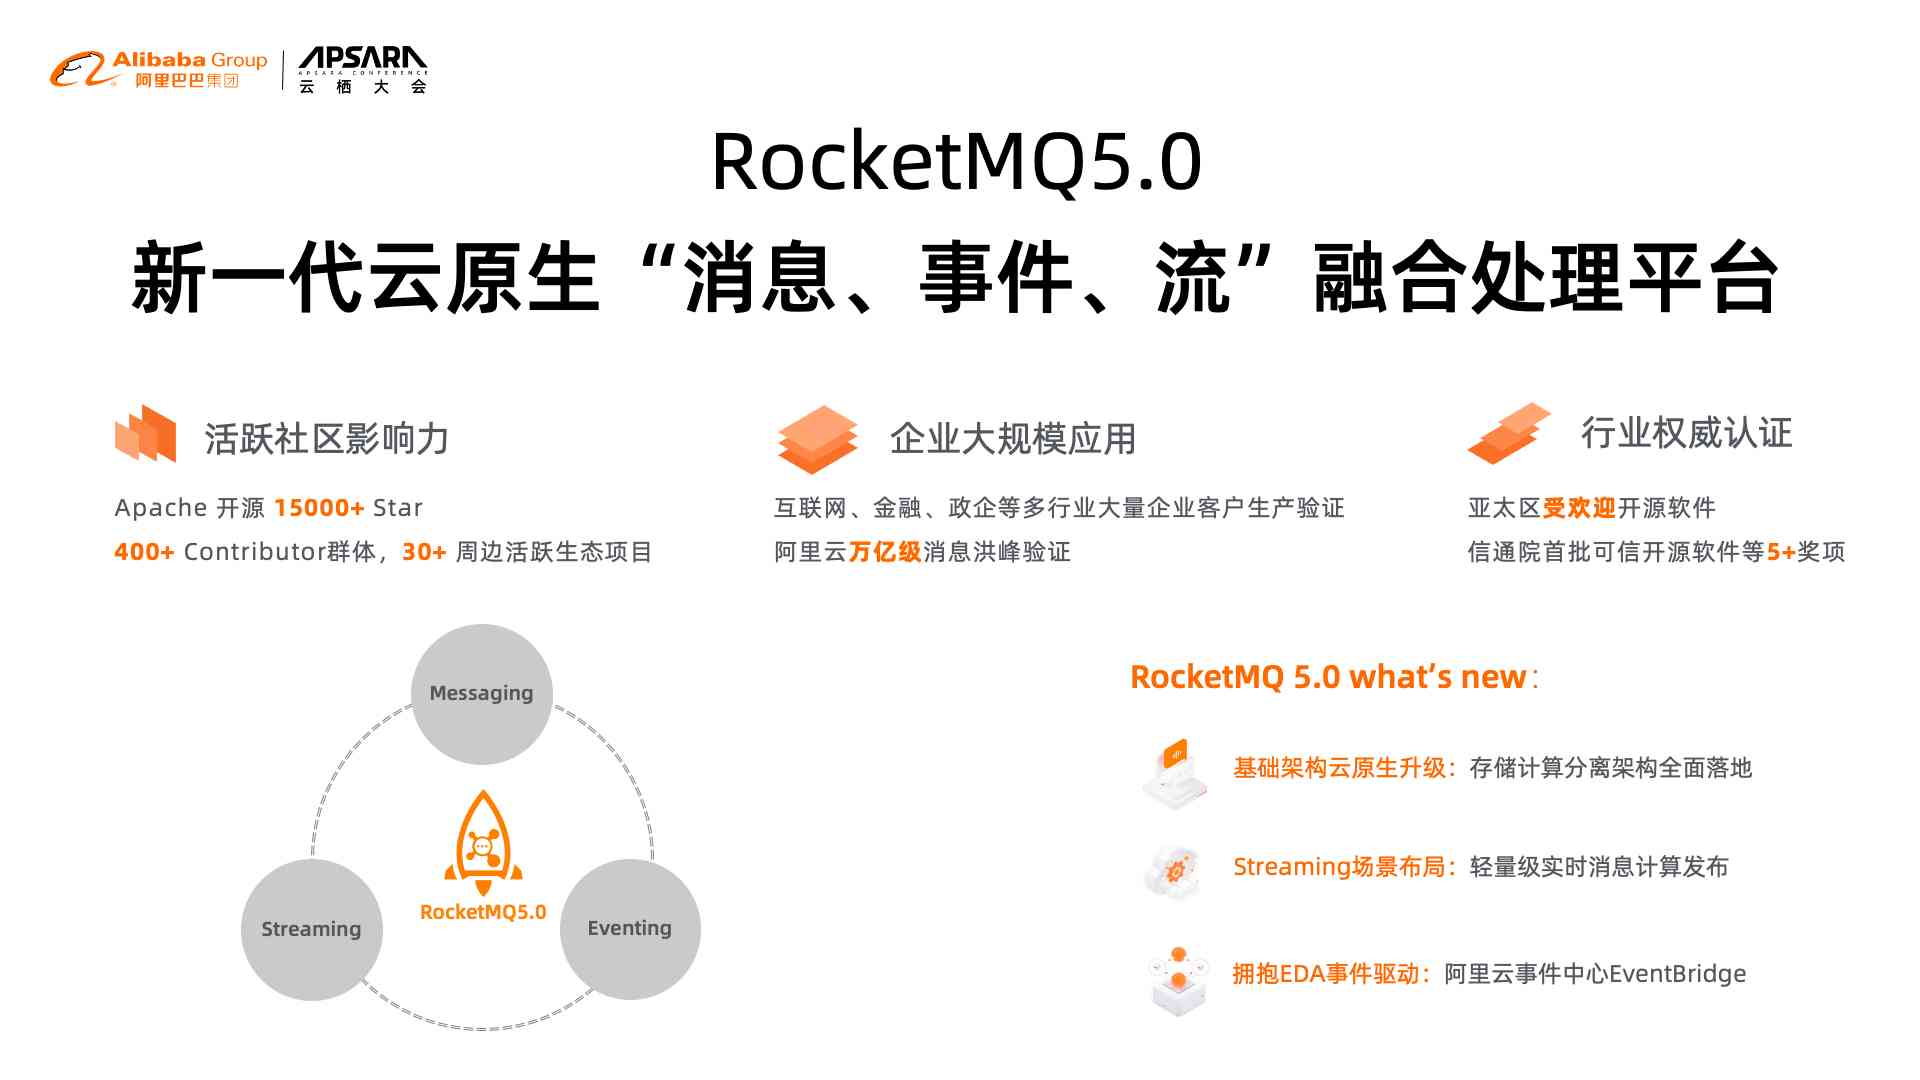 Alibaba Group
阿里巴巴集团
APSARA
APSARA CONFERENCE
云栖大会
RocketMQ5.0
新一代云原生“消息、事件、流”融合处理平台
活跃社区影响力
Apache 开源 15000+ Star
400+ Contributor群体，30+ 周边活跃生态项目
企业大规模应用
互联网、金融、政企等多行业大量企业客户生产验证
阿里云万亿级消息洪峰验证
行业权威认证
亚太区受欢迎开源软件
信通院首批可信开源软件等5+奖项
Messaging
Streaming
RocketMQ5.0
Eventing
RocketMQ 5.0 what’s new：
基础架构云原生升级：存储计算分离架构全面落地
Streaming场景布局：轻量级实时消息计算发布
拥抱EDA事件驱动：阿里云事件中心EventBridge